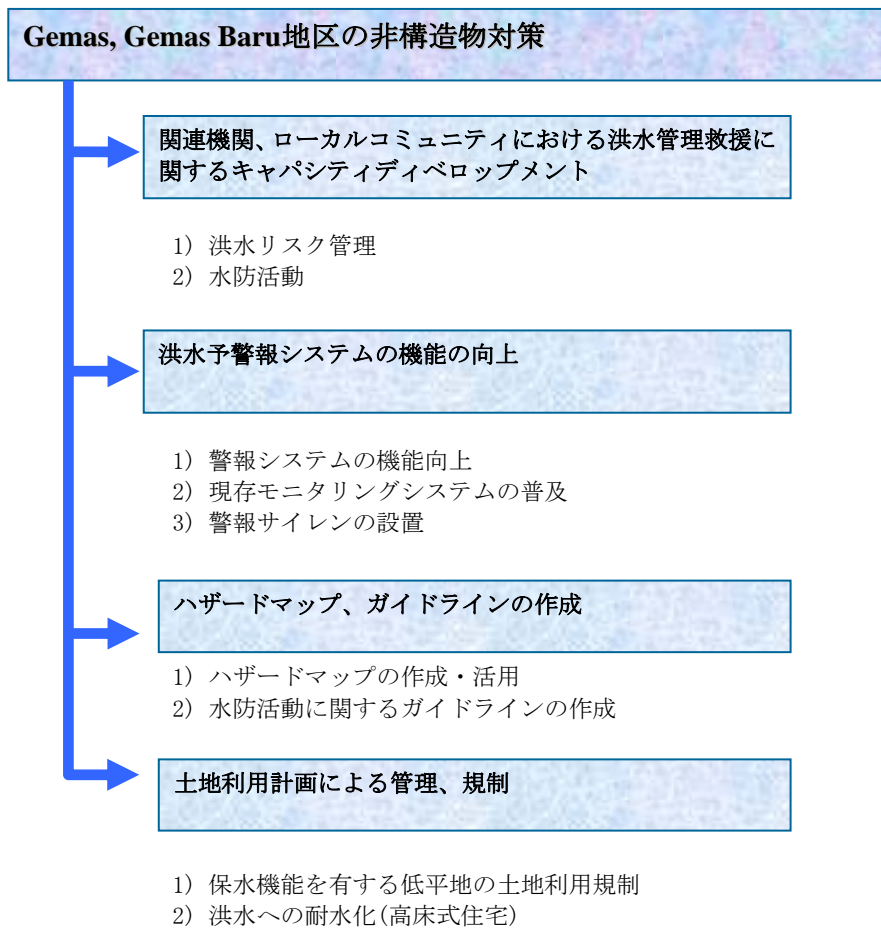 Gemas, Gemas Baru地区の非構造物対策
関連機関、ローカルコミュニティにおける洪水管理救援に
関するキャパシティディベロップメント
1) 洪水リスク管理
2) 水防活動
洪水予警報システムの機能の向上
1) 警報システムの機能向上
2) 現存モニタリングシステムの普及
3) 警報サイレンの設置
ハザードマップ、ガイドラインの作成
1) ハザードマップの作成・活用
2) 水防活動に関するガイドラインの作成
土地利用計画による管理、規制
1) 保水機能を有する低平地の土地利用規制
2) 洪水への耐水化(高床式住宅)